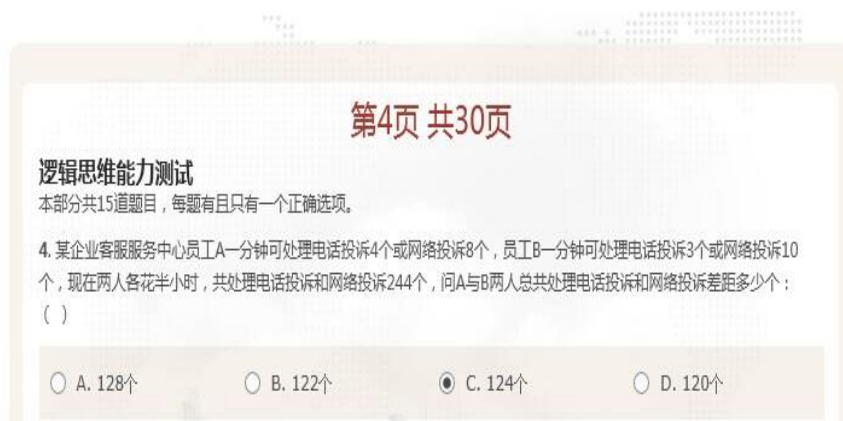 第4页 共30页
逻辑思维能力测试
本部分共15道题目，每题有且只有一个正确选项。
4. 某企业客服服务中心员工A一分钟可处理电话投诉4个或网络投诉8个，员工B一分钟可处理电话投诉3个或网络投诉10
个，现在两人各花半小时，共处理电话投诉和网络投诉244个，问A与B两人总共处理电话投诉和网络投诉差距多少个：
（ ）
A. 128个 B. 122个 C. 124个 D. 120个